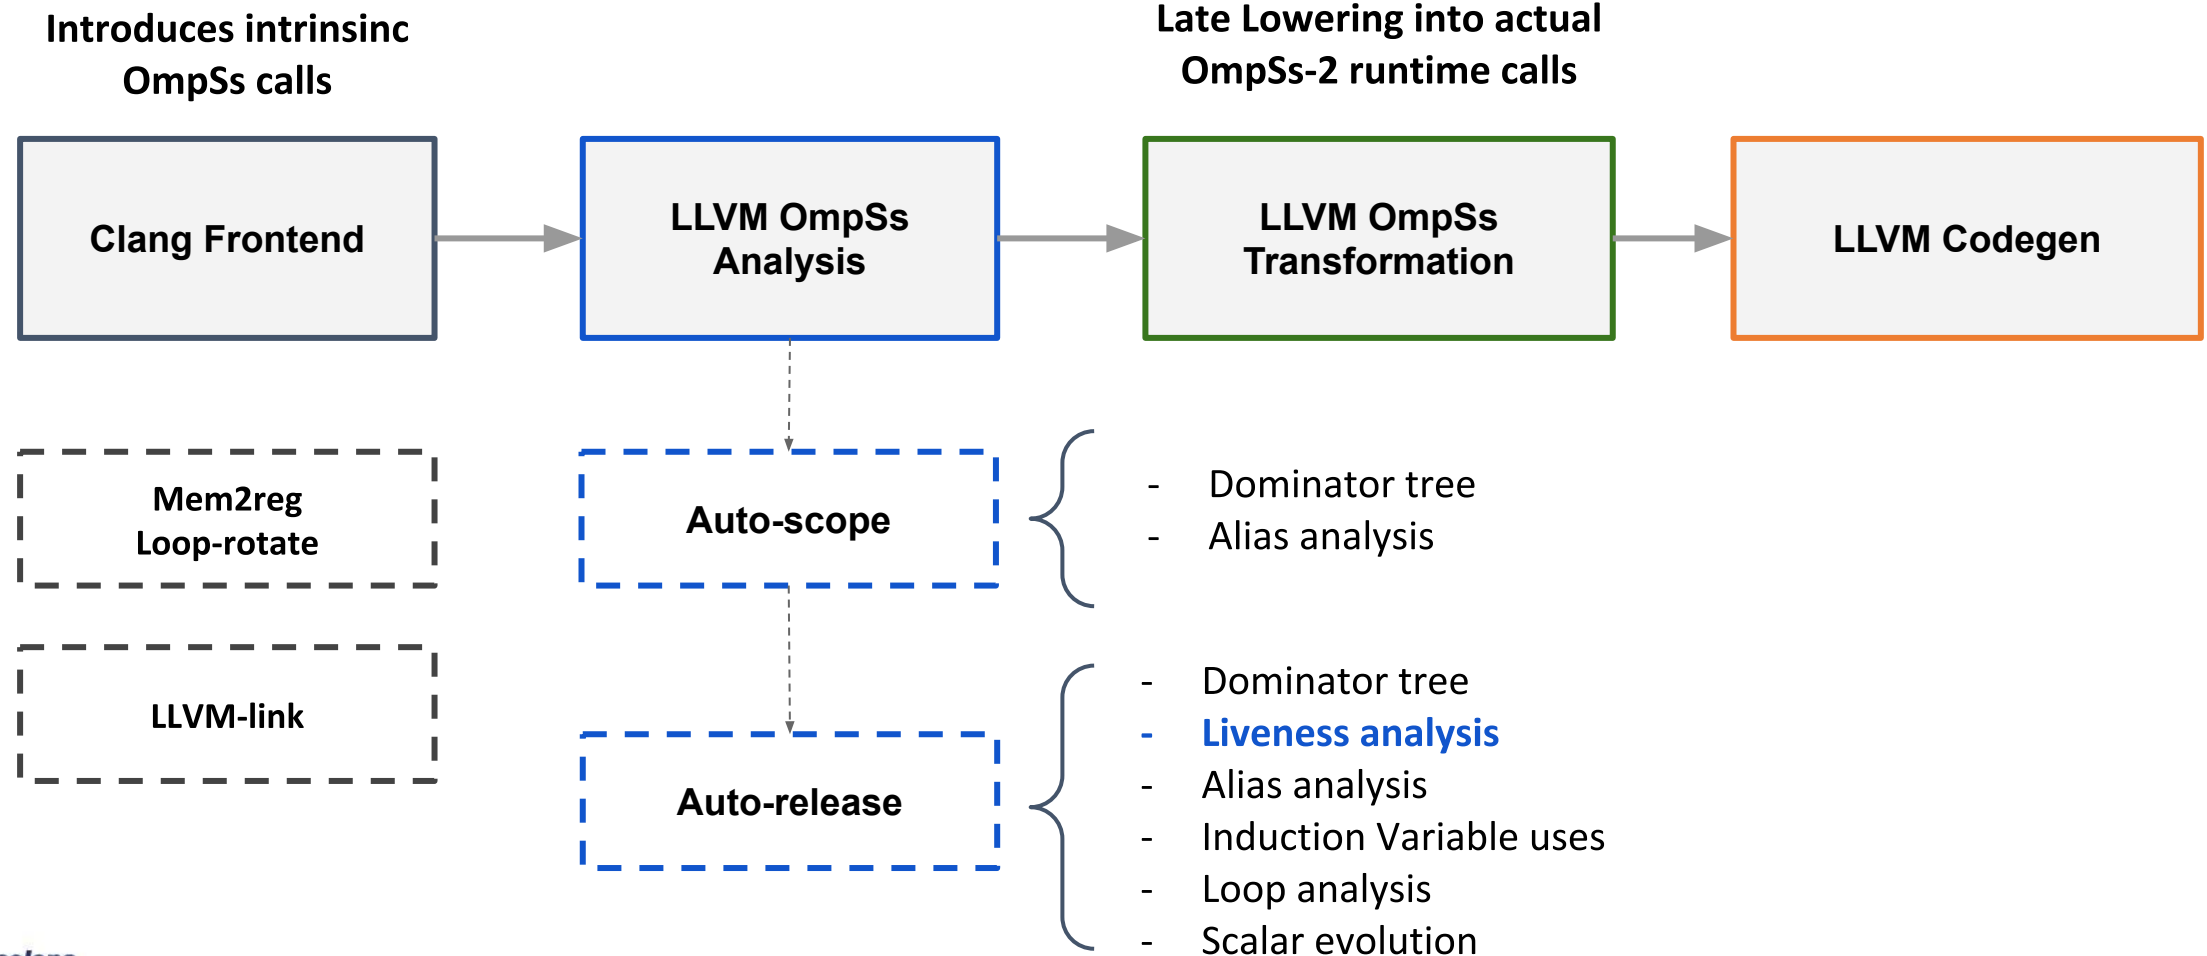 Introduces intrinsinc
OmpSs calls
Late Lowering into actual
OmpSs-2 runtime calls
Clang Frontend
LLVM OmpSs
Analysis
LLVM OmpSs
Transformation
LLVM Codegen
Mem2reg
Loop-rotate
Auto-scope
- Dominator tree
- Alias analysis
LLVM-link
Auto-release
- Dominator tree
- Liveness analysis
- Alias analysis
- Induction Variable uses
- Loop analysis
- Scalar evolution